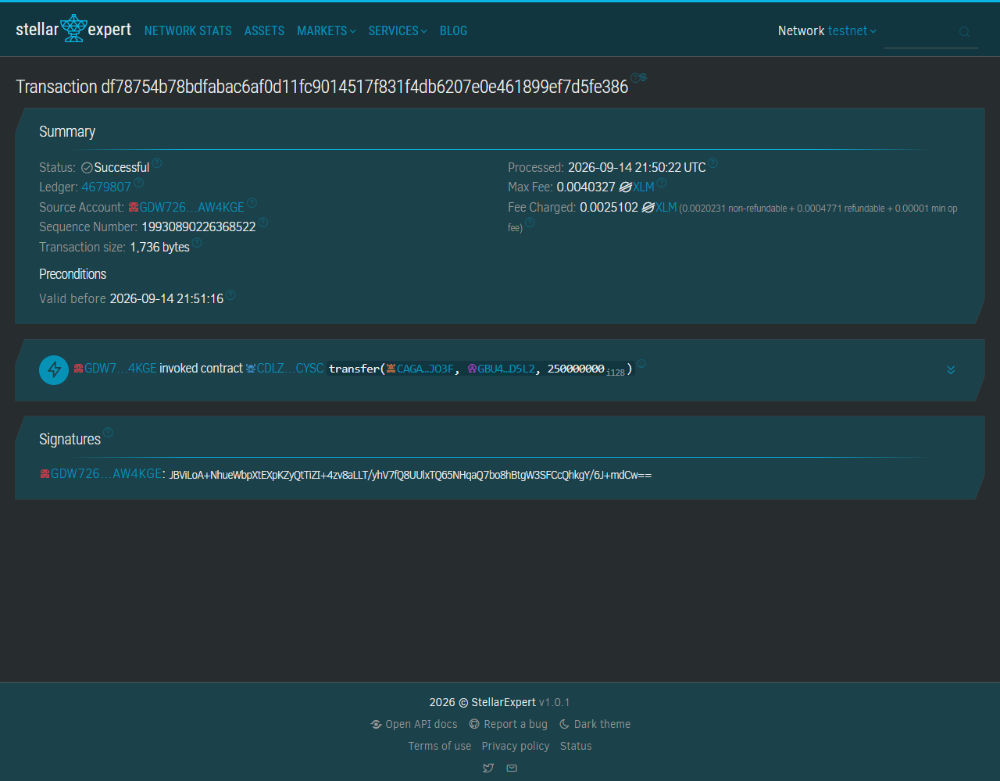 stellar expert NETWORK STATS ASSETS MARKETS SERVICES BLOG Network testnet
Transaction df78754b78bdfabac6af0d11fc9014517f831f4db6207e0e461899ef7d5fe386
Summary
Status: Successful
Ledger: 4679807
Source Account: GDW726…AW4KGE
Sequence Number: 19930890226368522
Transaction size: 1,736 bytes
Preconditions
Valid before 2026-09-14 21:51:16
Processed: 2026-09-14 21:50:22 UTC
Max Fee: 0.0040327 XLM
Fee Charged: 0.0025102 XLM (0.0020231 non-refundable + 0.0004771 refundable + 0.00001 min op
fee)
GDW7…4KGE invoked contract CDLZ…CYSC transfer(CAGA…JO3F, GBU4…D5L2, 250000000 i128)
Signatures
GDW726…AW4KGE: JBViLoA+NhueWbpXtEXpKZyQtTiZI+4zv8aLLT/yhV7fQ8UUlxTQ65NHqaQ7bo8hBtgW3SFCcQhkgY/6J+mdCw==
2026 © StellarExpert v1.0.1
Open API docs Report a bug Dark theme
Terms of use Privacy policy Status